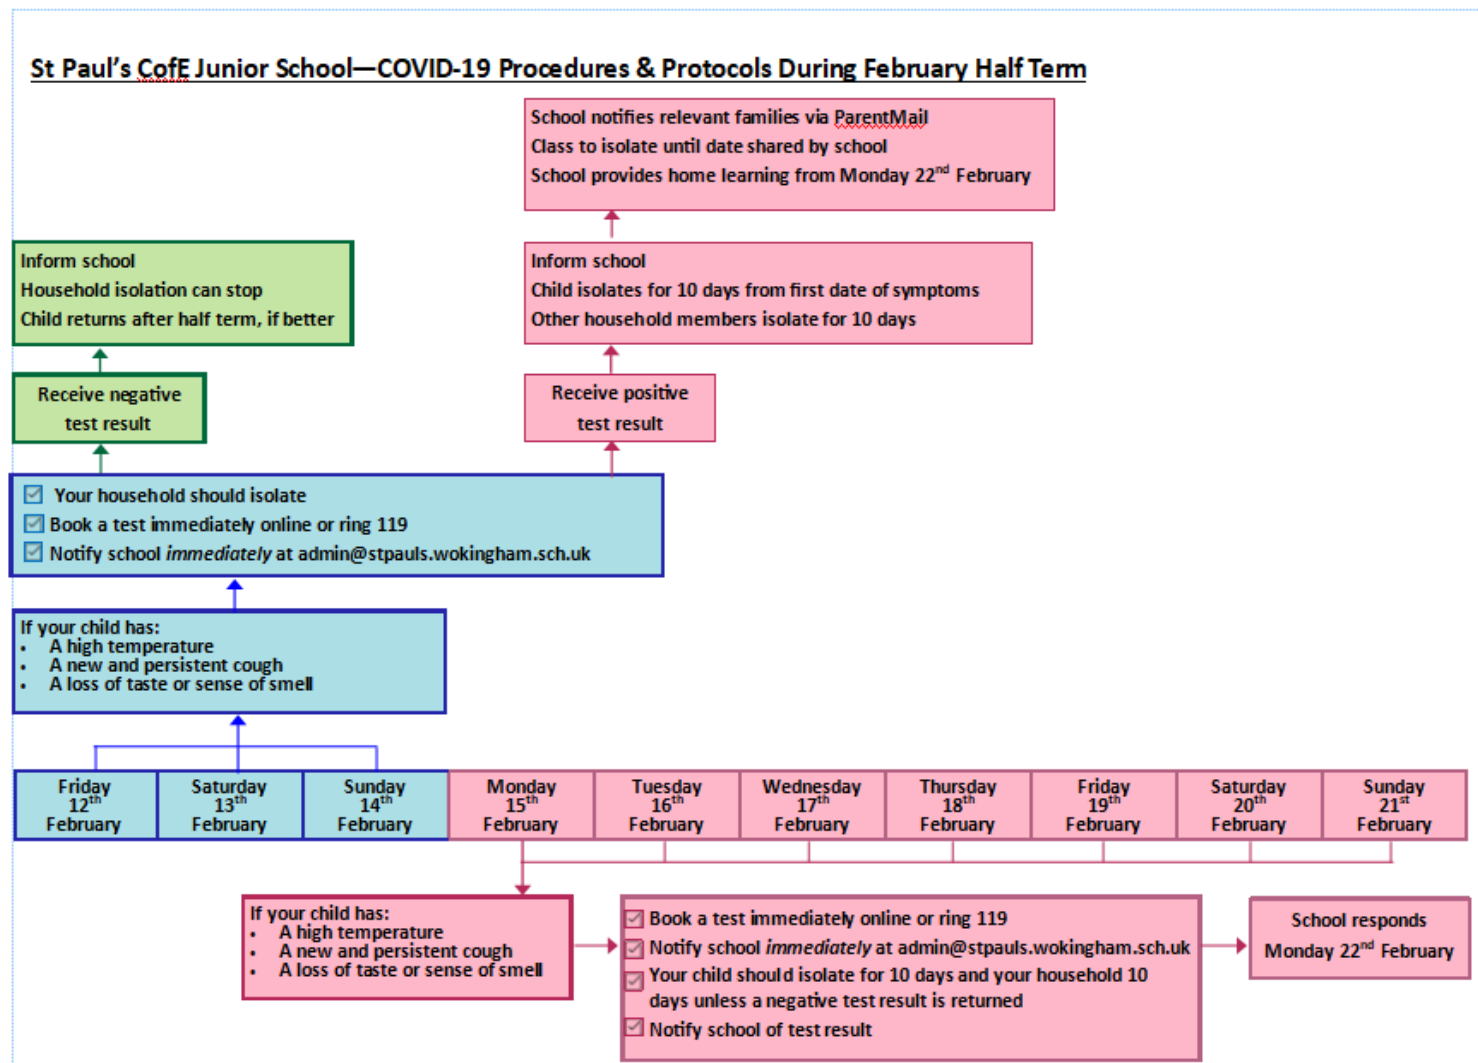 St Paul's CofE Junior School—COVID-19 Procedures & Protocols During February Half Term
School notifies relevant families via ParentMail
Class to isolate until date shared by school
School provides home learning from Monday 22nd February
Inform school
Household isolation can stop
Child returns after half term, if better
Inform school
Child isolates for 10 days from first date of symptoms
Other household members isolate for 10 days
Receive negative
test result
Receive positive
test result
Your household should isolate
Book a test immediately online or ring 119
Notify school immediately at admin@stpauls.wokingham.sch.uk
If your child has:
• A high temperature
• A new and persistent cough
• A loss of taste or sense of smell
Friday
12th
February
Saturday
13th
February
Sunday
14th
February
Monday
15th
February
Tuesday
16th
February
Wednesday
17th
February
Thursday
18th
February
Friday
19th
February
Saturday
20th
February
Sunday
21st
February
If your child has:
• A high temperature
• A new and persistent cough
• A loss of taste or sense of smell
Book a test immediately online or ring 119
Notify school immediately at admin@stpauls.wokingham.sch.uk
Your child should isolate for 10 days and your household 10
days unless a negative test result is returned
Notify school of test result
School responds
Monday 22nd February